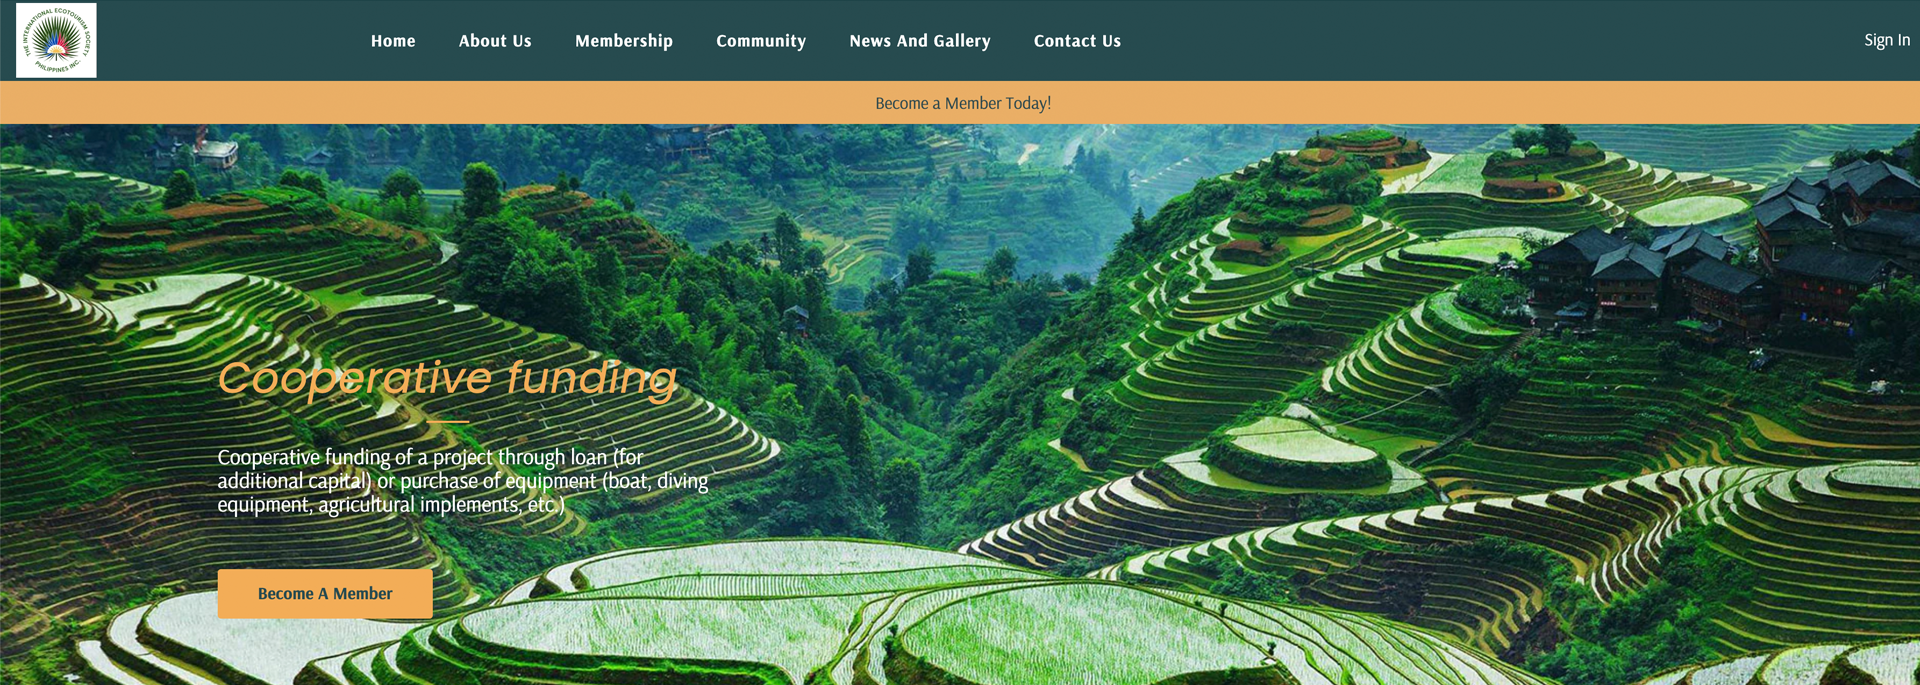 THE INTERNATIONAL ECOTOURISM SOCIETY
PHILIPPINES INC.
Home
About Us
Membership
Community
News And Gallery
Contact Us
Sign In
Become a Member Today!
Cooperative funding
Cooperative funding of a project through loan (for
additional capital) or purchase of equipment (boat, diving
equipment, agricultural implements, etc.)
Become A Member